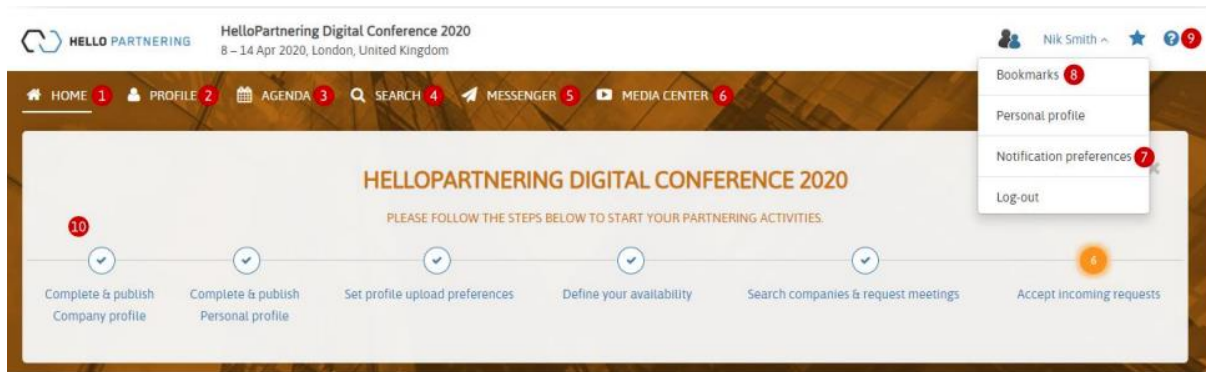 HELLO PARTNERING
HelloPartnering Digital Conference 2020
8 – 14 Apr 2020, London, United Kingdom
Nik Smith
9
HOME 1 PROFILE 2 AGENDA 3 SEARCH 4 MESSENGER 5 MEDIA CENTER 6
Bookmarks 8
Personal profile
Notification preferences 7
Log-out
HELLOPARTNERING DIGITAL CONFERENCE 2020
PLEASE FOLLOW THE STEPS BELOW TO START YOUR PARTNERING ACTIVITIES.
10
6
Complete & publish
Company profile
Complete & publish
Personal profile
Set profile upload preferences
Define your availability
Search companies & request meetings
Accept incoming requests